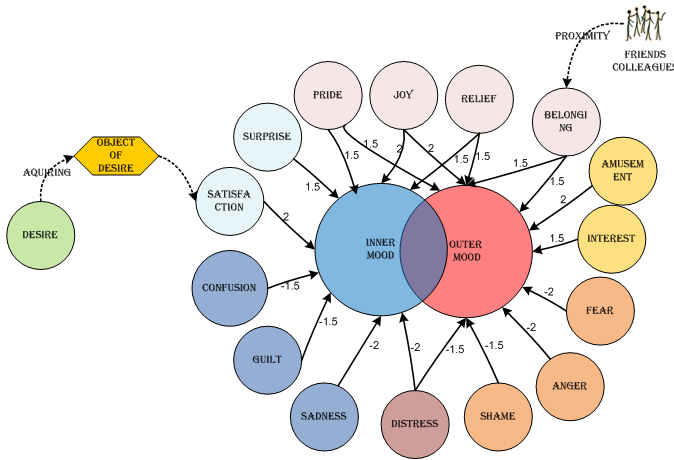 PROXIMITY
FRIENDS
COLLEAGUES
PRIDE
JOY
RELIEF
BELONGI
NG
SURPRISE
OBJECT
OF
DESIRE
AQUIRING
SATISFA
CTION
DESIRE
AMUSEM
ENT
INTEREST
INNER
MOOD
OUTER
MOOD
CONFUSION
GUILT
SADNESS
DISTRESS
SHAME
ANGER
FEAR
1.5
1.5
2
2
1.5
1.5
1.5
1.5
1.5
2
2
1.5
-1.5
-1.5
-2
-2
-1.5
-1.5
-2
-2